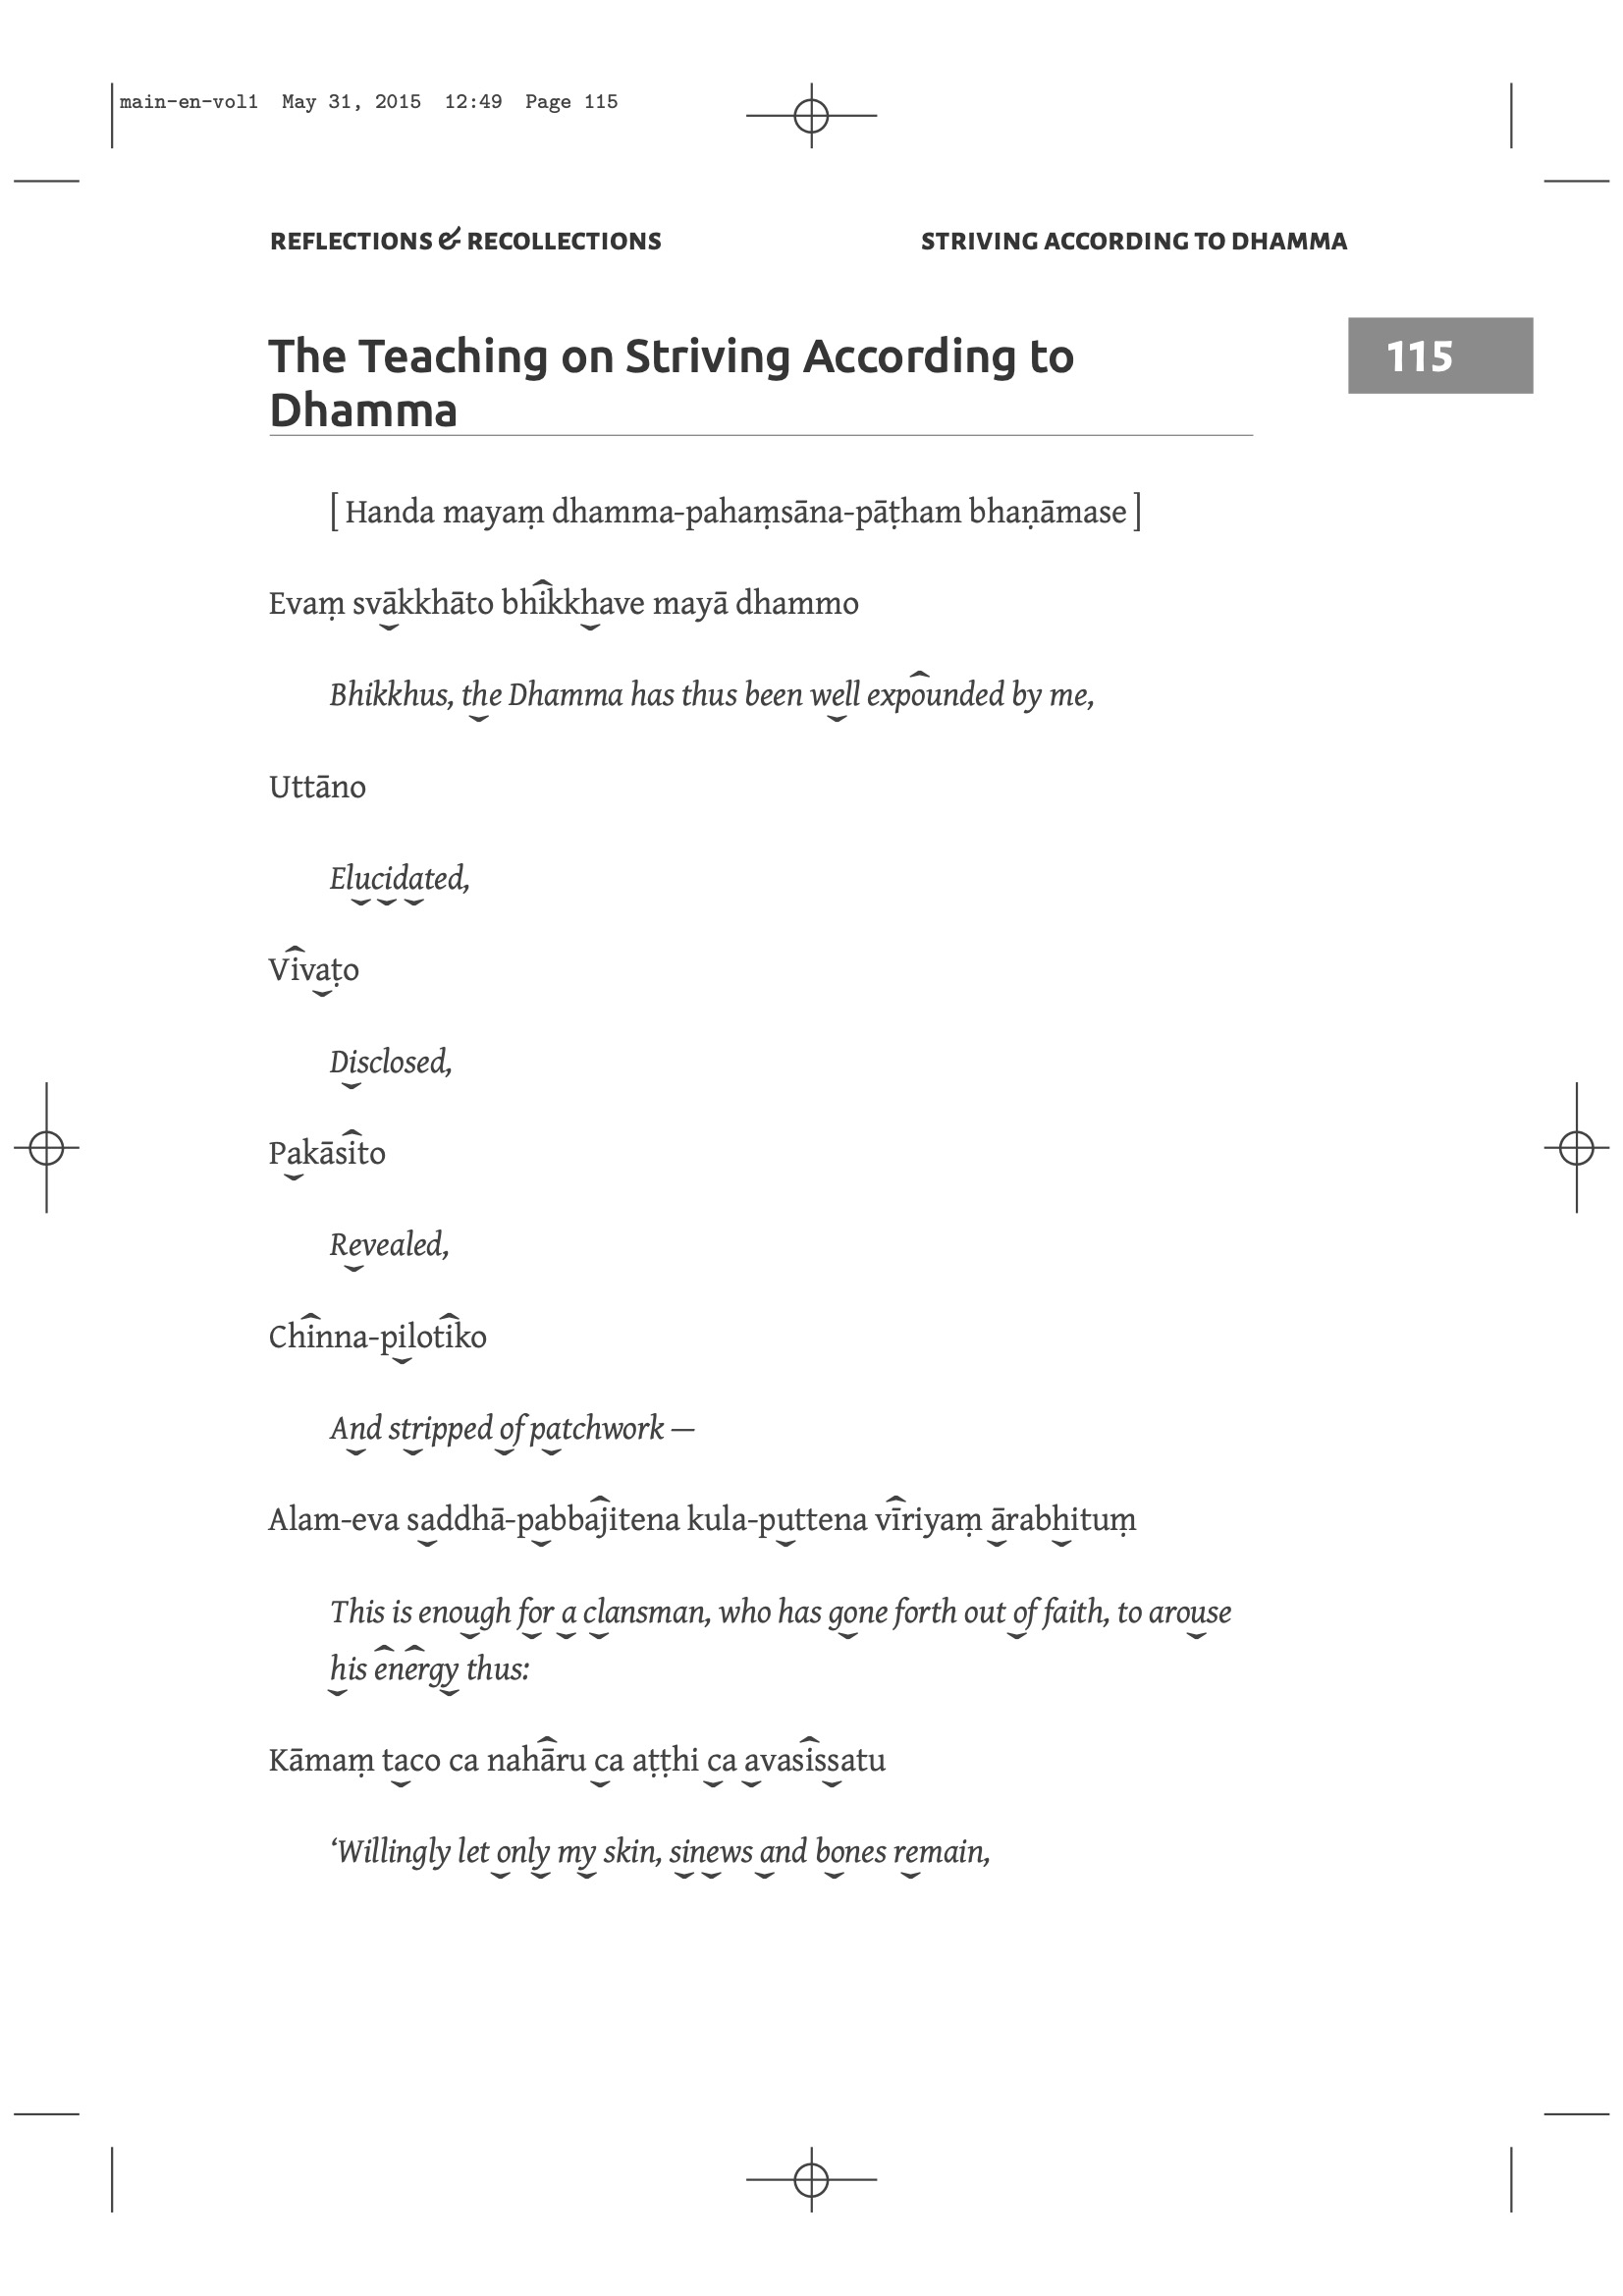 main-en-vol1 May 31, 2015 12:49 Page 115
REFLECTIONS & RECOLLECTIONS
STRIVING ACCORDING TO DHAMMA
115
The Teaching on Striving According to
Dhamma
[ Handa mayaṃ dhamma-pahaṃsāna-pāṭham bhaṇāmase ]
Evaṃ svākkhāto bhikkhave mayā dhammo
Bhikkhus, the Dhamma has thus been well expounded by me,
Uttāno
Elucidated,
Vivaṭo
Disclosed,
Pakāsito
Revealed,
Chinna-pilotiko
And stripped of patchwork —
Alam-eva saddhā-pabbajitena kula-puttena vīriyaṃ ārabhituṃ
This is enough for a clansman, who has gone forth out of faith, to arouse
his energy thus:
Kāmaṃ taco ca nahāru ca aṭṭhi ca avasissatu
‘Willingly let only my skin, sinews and bones remain,